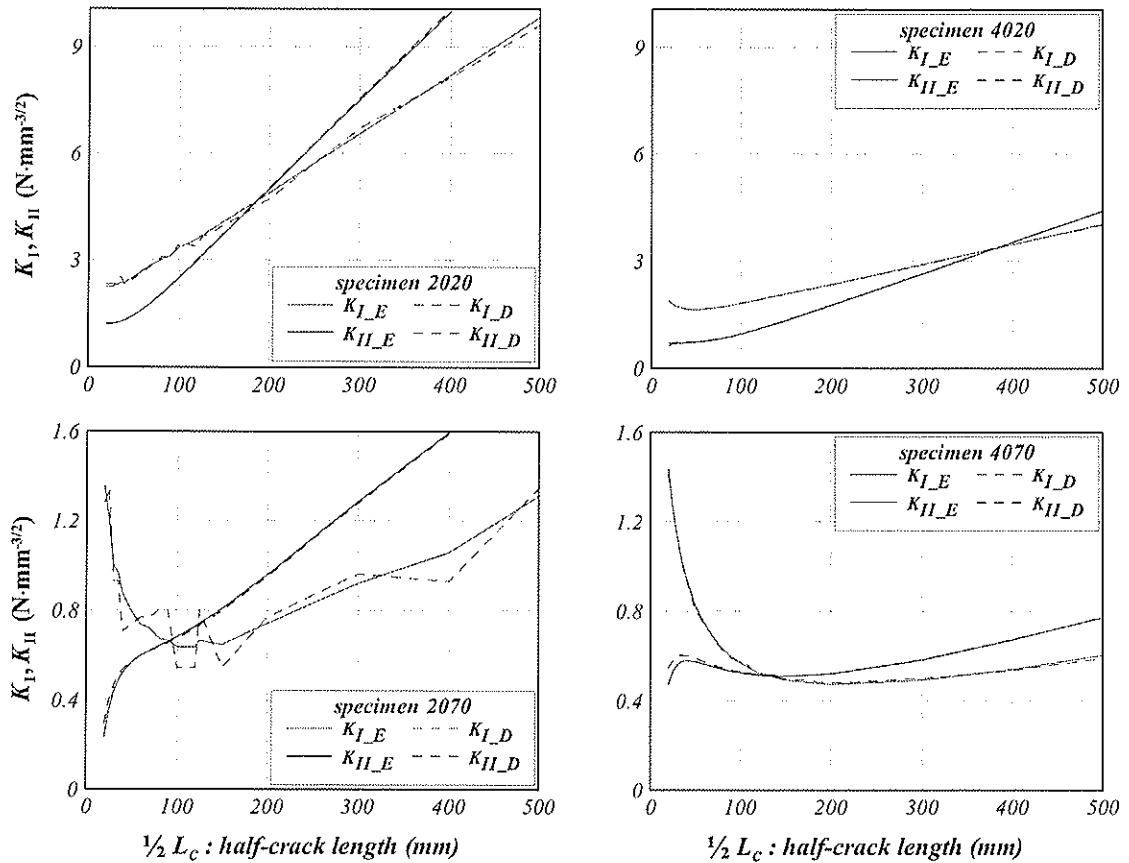 K_I, K_II (N·mm^-3/2)
9
6
3
0
0 100 200 300 400 500
specimen 2020
K_I_E K_I_D
K_II_E K_II_D
9
6
3
0
0 100 200 300 400 500
specimen 4020
K_I_E K_I_D
K_II_E K_II_D
K_I, K_II (N·mm^-3/2)
1.6
1.2
0.8
0.4
0
0 100 200 300 400 500
specimen 2070
K_I_E K_I_D
K_II_E K_II_D
½ L_c : half-crack length (mm)
1.6
1.2
0.8
0.4
0
0 100 200 300 400 500
specimen 4070
K_I_E K_I_D
K_II_E K_II_D
½ L_c : half-crack length (mm)